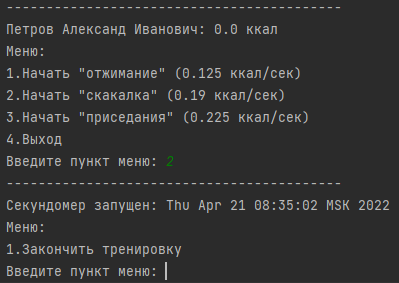 ------------------------------------------
Петров Александ Иванович: 0.0 ккал
Меню:
1.Начать "отжимание" (0.125 ккал/сек)
2.Начать "скакалка" (0.19 ккал/сек)
3.Начать "приседания" (0.225 ккал/сек)
4.Выход
Введите пункт меню: 2
------------------------------------------
Секундомер запущен: Thu Apr 21 08:35:02 MSK 2022
Меню:
1.Закончить тренировку
Введите пункт меню: